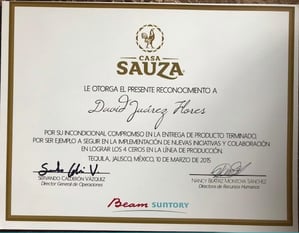 CASA
SAUZA
LE OTORGA EL PRESENTE RECONOCIMIENTO A
David Juárez Flores
POR SU INCONDICIONAL COMPROMISO EN LA ENTREGA DE PRODUCTO TERMINADO,
POR SER EJEMPLO A SEGUIR EN LA IMPLEMENTACIÓN DE NUEVAS INICIATIVAS Y COLABORACIÓN
EN LOGRAR LOS 4 CEROS EN LA LÍNEA DE PRODUCCIÓN.
TEQUILA, JALISCO, MÉXICO, 10 DE MARZO DE 2015
SERVANDO CALDERÓN VÁZQUEZ
Director General de Operaciones
NANCY BEATRIZ MONTOYA SÁNCHEZ
Directora de Recursos Humanos
Beam SUNTORY